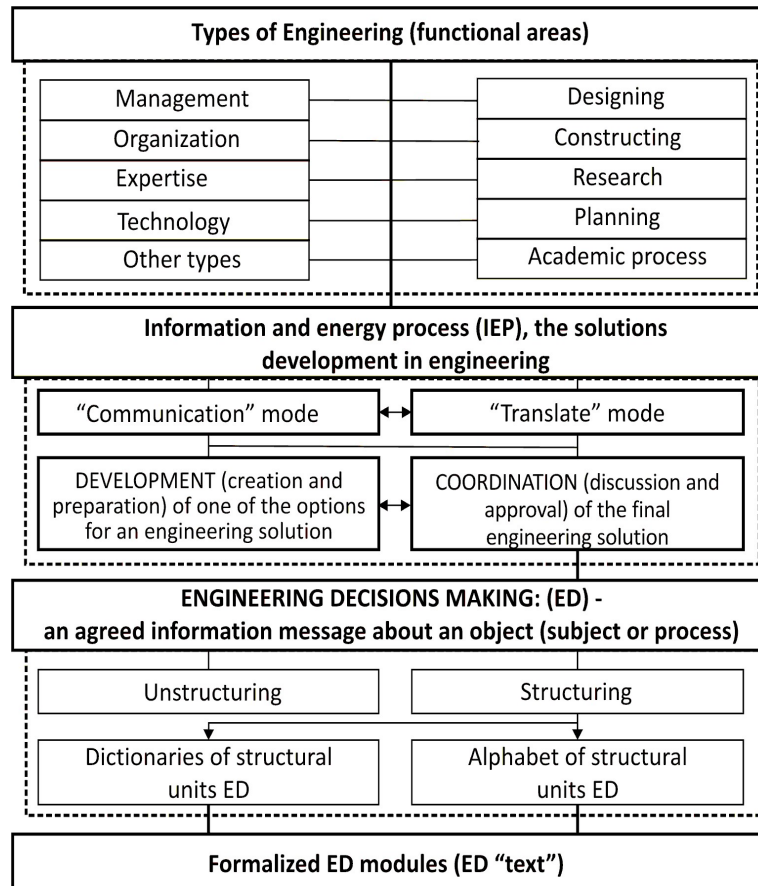 Types of Engineering (functional areas)
Management
Designing
Organization
Constructing
Expertise
Research
Technology
Planning
Other types
Academic process
Information and energy process (IEP), the solutions
development in engineering
“Communication” mode
“Translate” mode
DEVELOPMENT (creation and
preparation) of one of the options
for an engineering solution
COORDINATION (discussion and
approval) of the final
engineering solution
ENGINEERING DECISIONS MAKING: (ED) -
an agreed information message about an object (subject or process)
Unstructuring
Structuring
Dictionaries of structural
units ED
Alphabet of structural
units ED
Formalized ED modules (ED “text”)